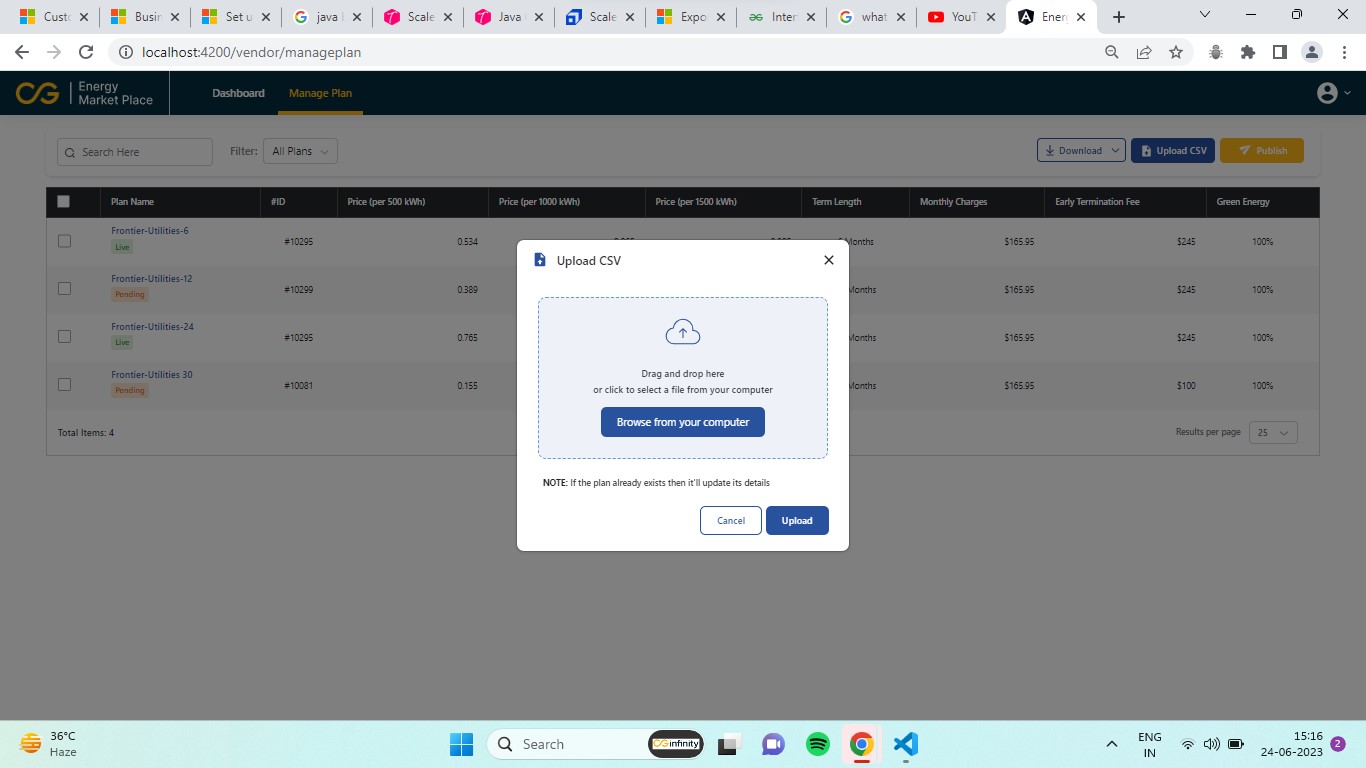 Custo
Busin
Set u
java l
Scale
Java
Scale
Expo
Inter
what
YouT
Energ
localhost:4200/vendor/manageplan
CG
Energy
Market Place
Dashboard
Manage Plan
Search Here
Filter:
All Plans
Download
Upload CSV
Publish
Plan Name
#ID
Price (per 500 kWh)
Price (per 1000 kWh)
Price (per 1500 kWh)
Term Length
Monthly Charges
Early Termination Fee
Green Energy
Frontier-Utilities-6
Live
#10295
0.534
Months
$165.95
$245
100%
Frontier-Utilities-12
Pending
#10299
0.389
Months
$165.95
$245
100%
Frontier-Utilities-24
Live
#10295
0.765
Months
$165.95
$245
100%
Frontier-Utilities 30
Pending
#10081
0.155
Months
$165.95
$100
100%
Total Items: 4
Results per page
25
Upload CSV
Drag and drop here
or click to select a file from your computer
Browse from your computer
NOTE: If the plan already exists then it'll update its details
Cancel
Upload
36°C
Haze
Search
CG infinity
ENG
IN
15:16
24-06-2023
2